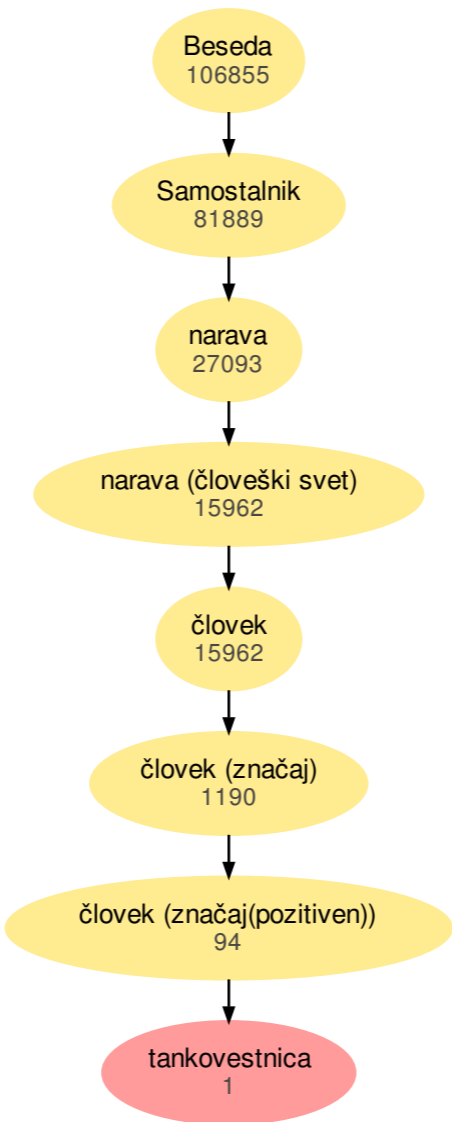 Beseda
106855
Samostalnik
81889
narava
27093
narava (človeški svet)
15962
človek
15962
človek (značaj)
1190
človek (značaj(pozitiven))
94
tankovestnica
1